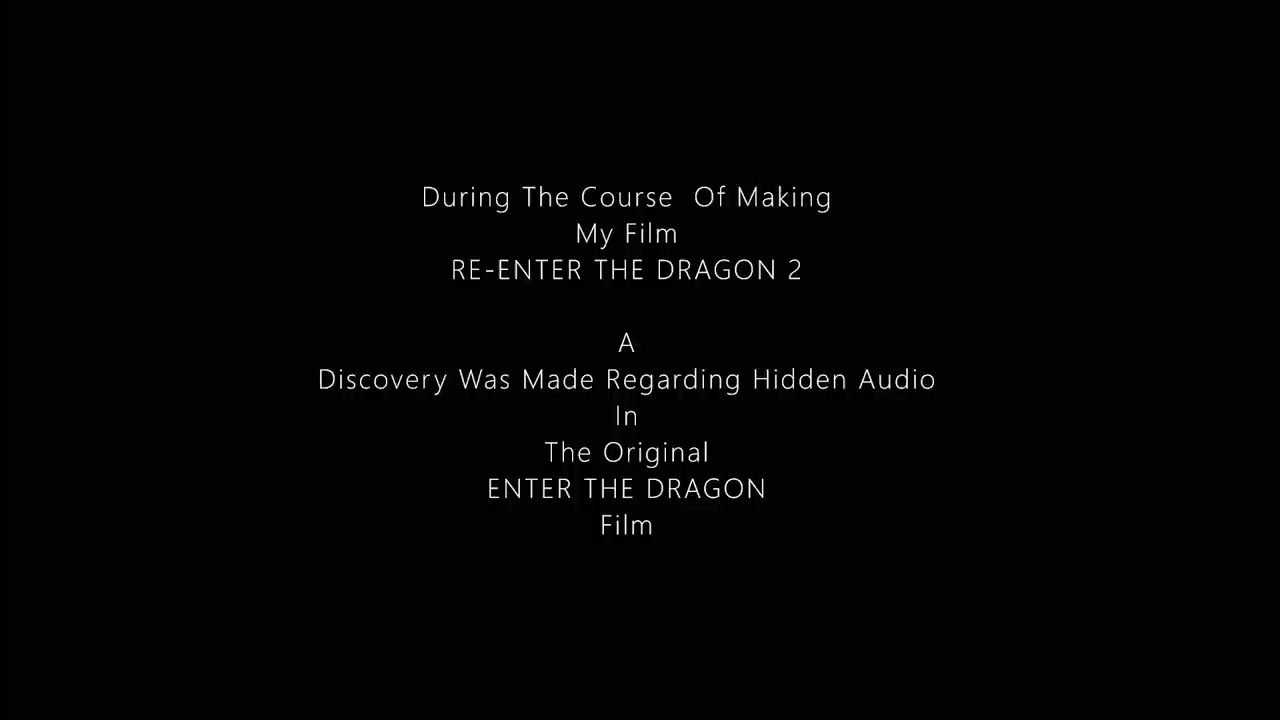 During The Course  Of Making
My Film
RE-ENTER THE DRAGON 2
A
Discovery Was Made Regarding Hidden Audio
In
The Original
ENTER THE DRAGON
Film